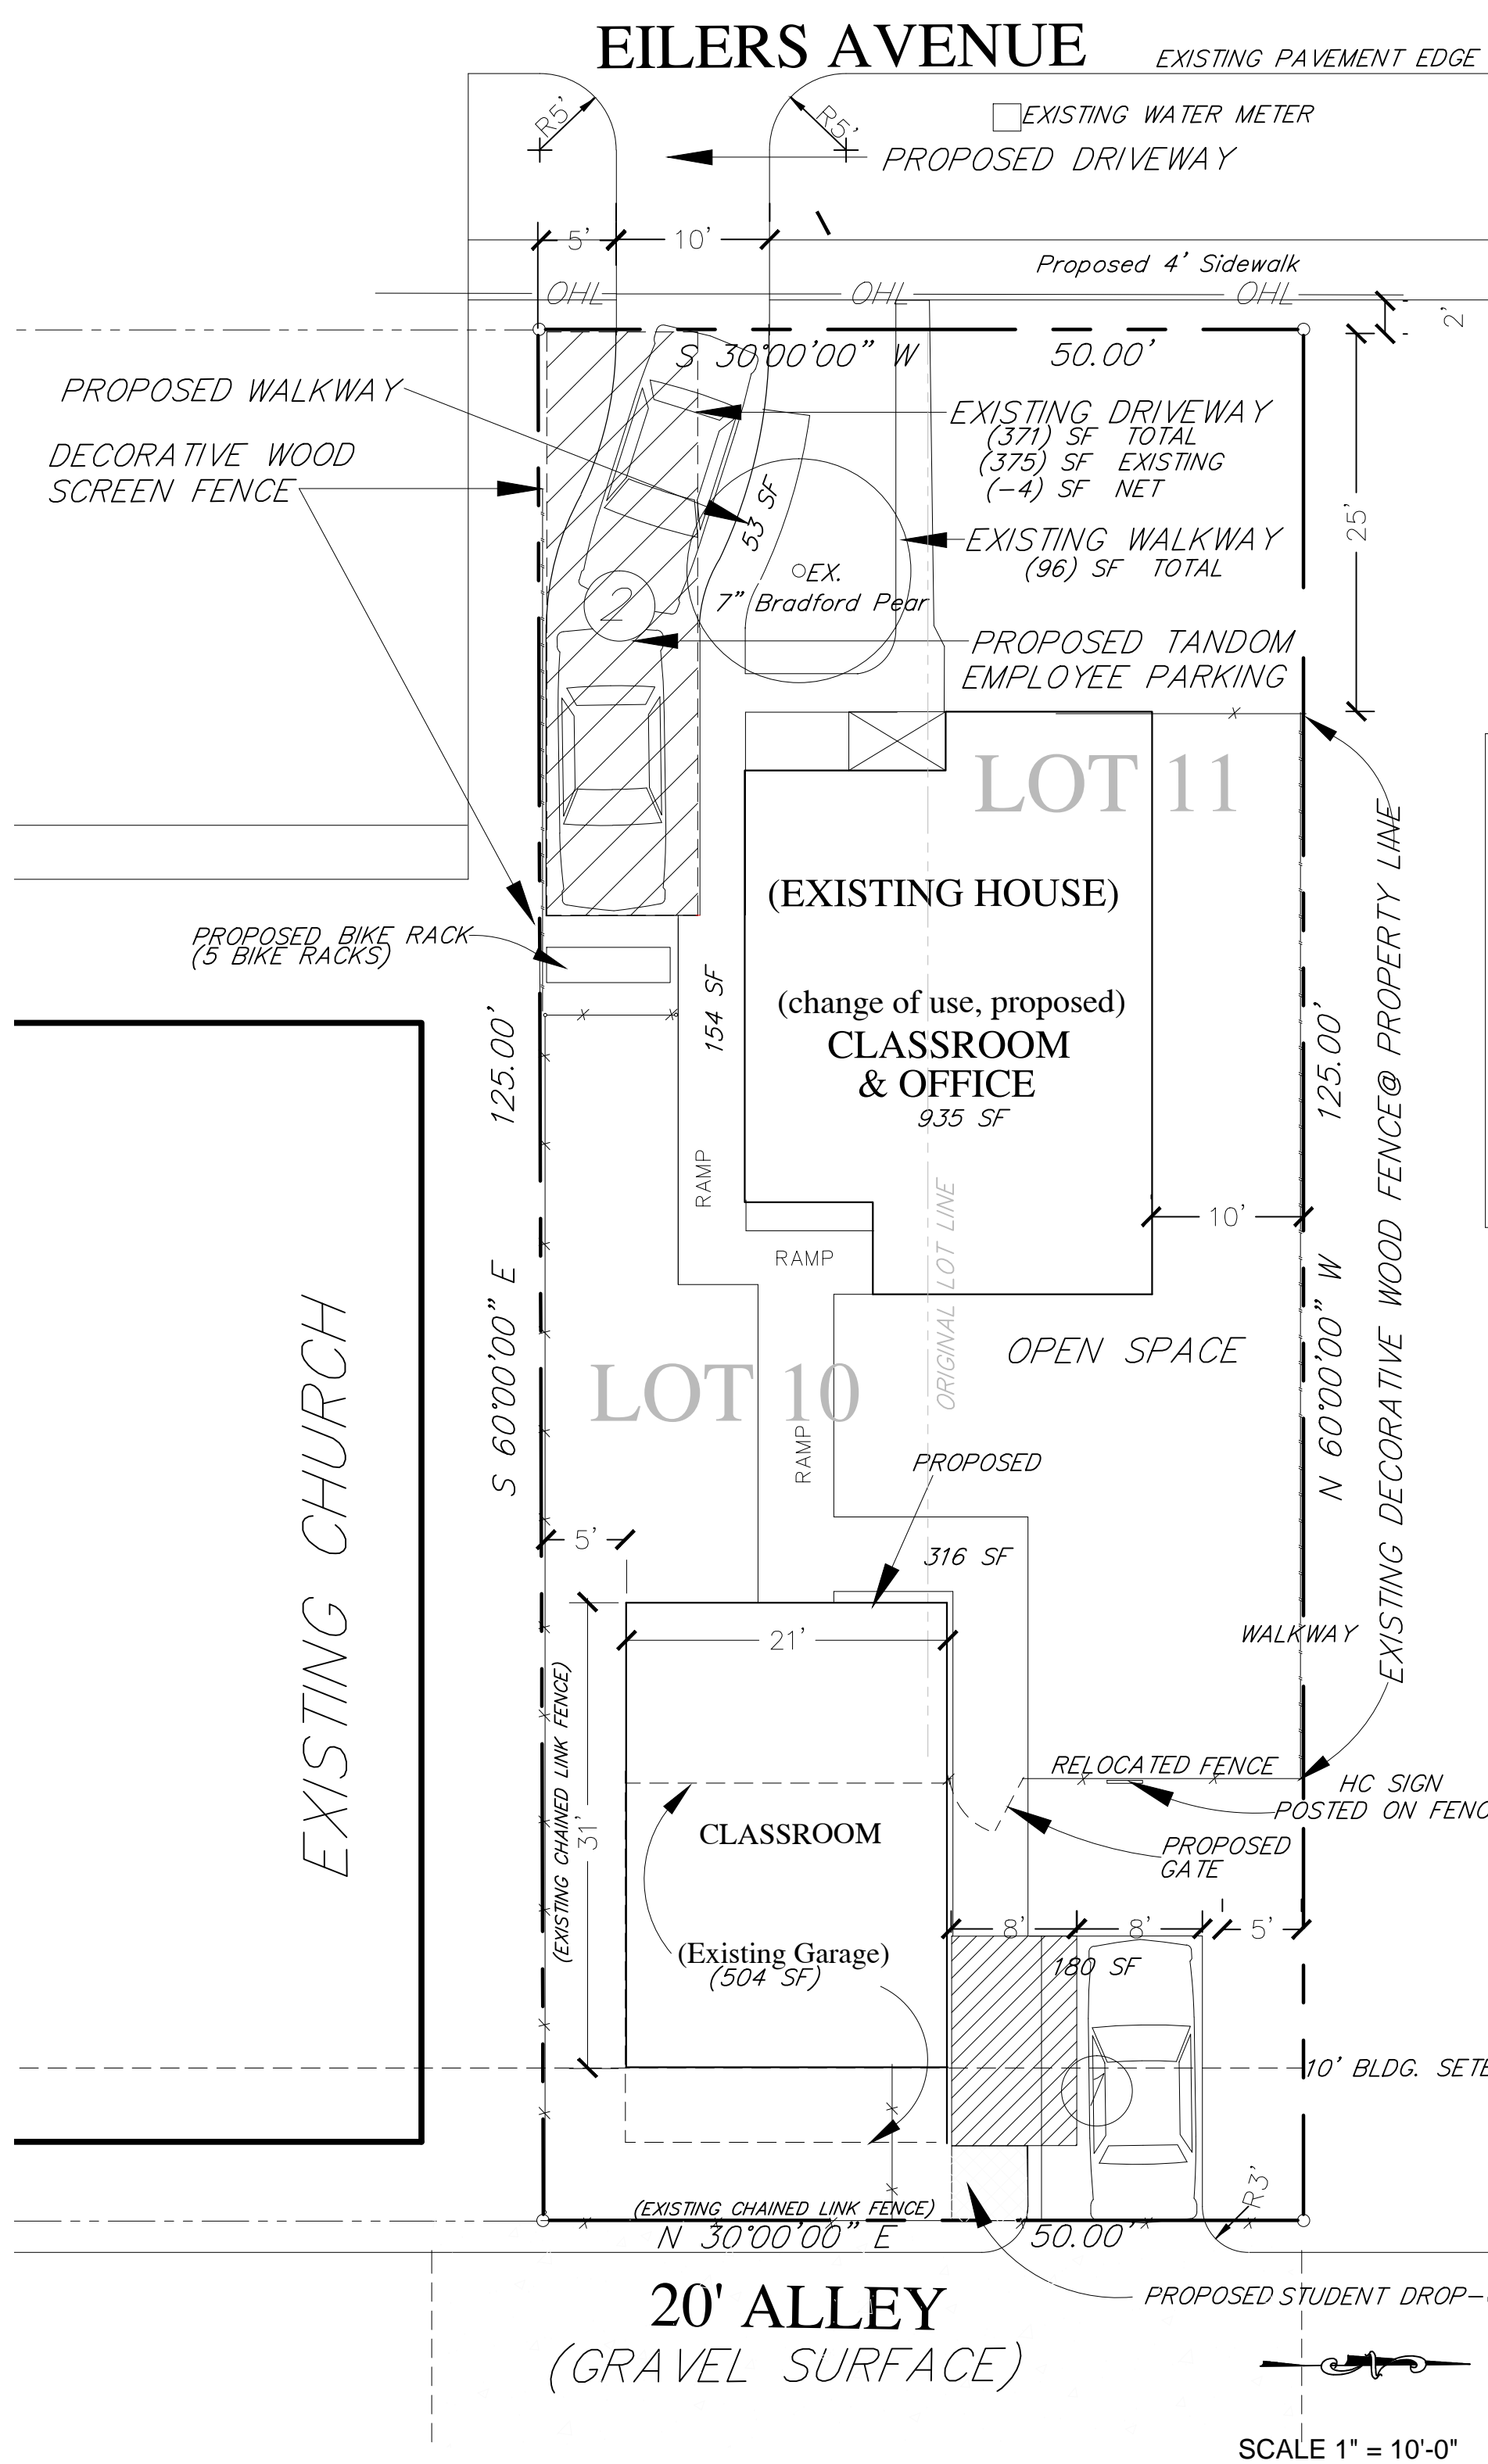 EILERS AVENUE
EXISTING PAVEMENT EDGE
R5'
R5'
EXISTING WATER METER
PROPOSED DRIVEWAY
5'
10'
Proposed 4' Sidewalk
OHL
OHL
OHL
2'
S 30°00'00" W
50.00'
PROPOSED WALKWAY
DECORATIVE WOOD
SCREEN FENCE
EXISTING DRIVEWAY
(371) SF TOTAL
(375) SF EXISTING
(-4) SF NET
25'
53 SF
EXISTING WALKWAY
(96) SF TOTAL
EX.
7" Bradford Pear
2
PROPOSED TANDOM
EMPLOYEE PARKING
x
LOT 11
(EXISTING HOUSE)
PROPOSED BIKE RACK
(5 BIKE RACKS)
154 SF
(change of use, proposed)
CLASSROOM
& OFFICE
935 SF
125.00'
125.00'
EXISTING DECORATIVE WOOD FENCE@ PROPERTY LINE
RAMP
10'
RAMP
ORIGINAL LOT LINE
S 60°00'00" E
N 60°00'00" W
OPEN SPACE
LOT 10
EXISTING CHURCH
RAMP
PROPOSED
5'
316 SF
21'
WALKWAY
(EXISTING CHAINED LINK FENCE)
31'
RELOCATED FENCE
HC SIGN
POSTED ON FENC
CLASSROOM
PROPOSED
GATE
8'
8'
5'
(Existing Garage)
(504 SF)
180 SF
10' BLDG. SETB
1
R3'
(EXISTING CHAINED LINK FENCE)
N 30°00'00" E
50.00'
PROPOSED STUDENT DROP-
20' ALLEY
(GRAVEL SURFACE)
SCALE 1" = 10'-0"